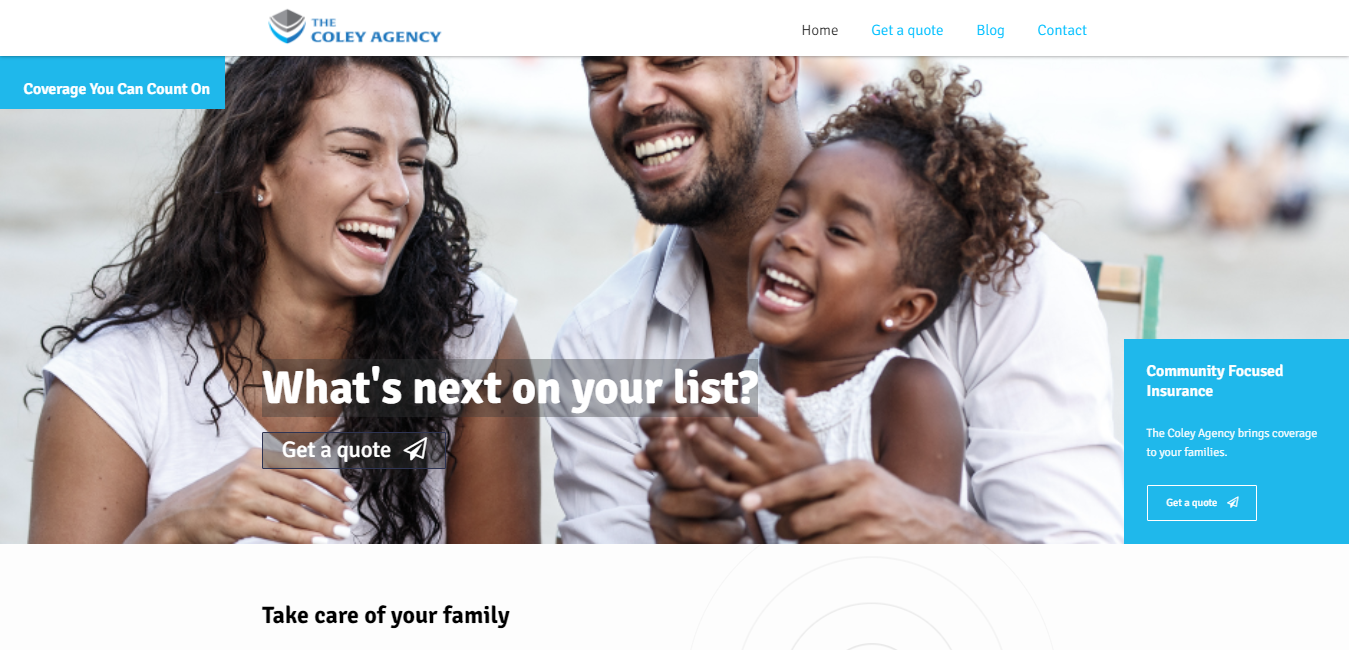 THE
COLEY AGENCY
Home
Get a quote
Blog
Contact
Coverage You Can Count On
What's next on your list?
Get a quote
Community Focused
Insurance
The Coley Agency brings coverage
to your families.
Get a quote
Take care of your family